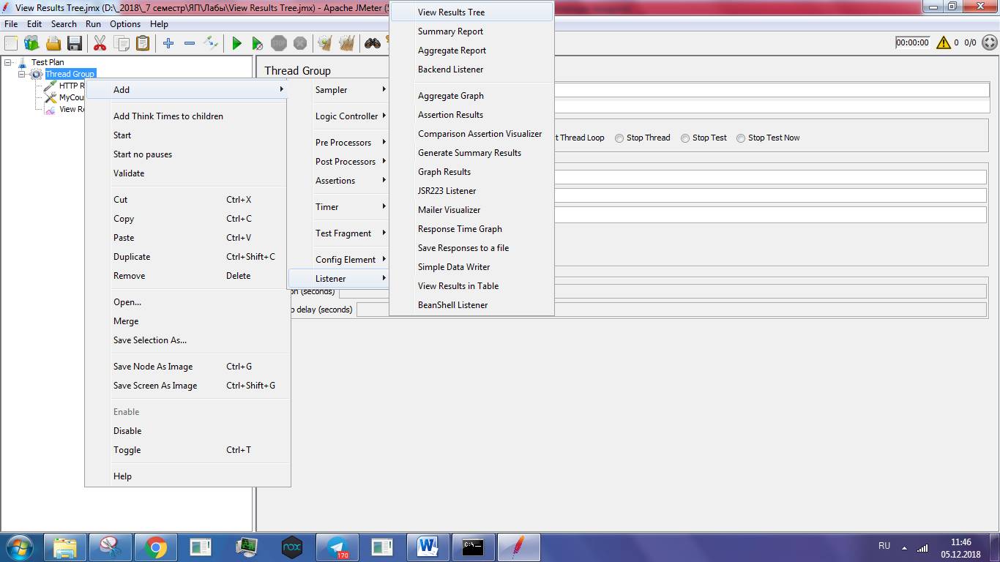 View Results Tree.jmx (D:\_2018\_7 семестр\ЯП\Лабы\View Results Tree.jmx) - Apache JMeter
File Edit Search Run Options Help
00:00:00 0 0/0
Test Plan
Thread Group
HTTP R
MyCou
View Re
Add
Add Think Times to children
Start
Start no pauses
Validate
Cut Ctrl+X
Copy Ctrl+C
Paste Ctrl+V
Duplicate Ctrl+Shift+C
Remove Delete
Open...
Merge
Save Selection As...
Save Node As Image Ctrl+G
Save Screen As Image Ctrl+Shift+G
Enable
Disable
Toggle Ctrl+T
Help
Thread Group
Sampler
Logic Controller
Pre Processors
Post Processors
Assertions
Timer
Test Fragment
Config Element
Listener
View Results Tree
Summary Report
Aggregate Report
Backend Listener
Aggregate Graph
Assertion Results
Comparison Assertion Visualizer
Generate Summary Results
Graph Results
JSR223 Listener
Mailer Visualizer
Response Time Graph
Save Responses to a file
Simple Data Writer
View Results in Table
BeanShell Listener
t Thread Loop Stop Thread Stop Test Stop Test Now
on (seconds)
p delay (seconds)
nox
170
C:\
RU
11:46
05.12.2018